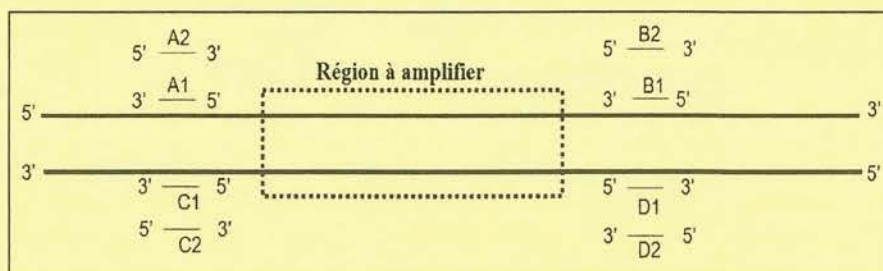 A2 B2
5' 3' 5' 3'
Région à amplifier
A1 B1
3' 5' 3' 5'
5' 3'
3' 5'
3' 5' 5' 3'
C1 D1
5' 3' 3' 5'
C2 D2